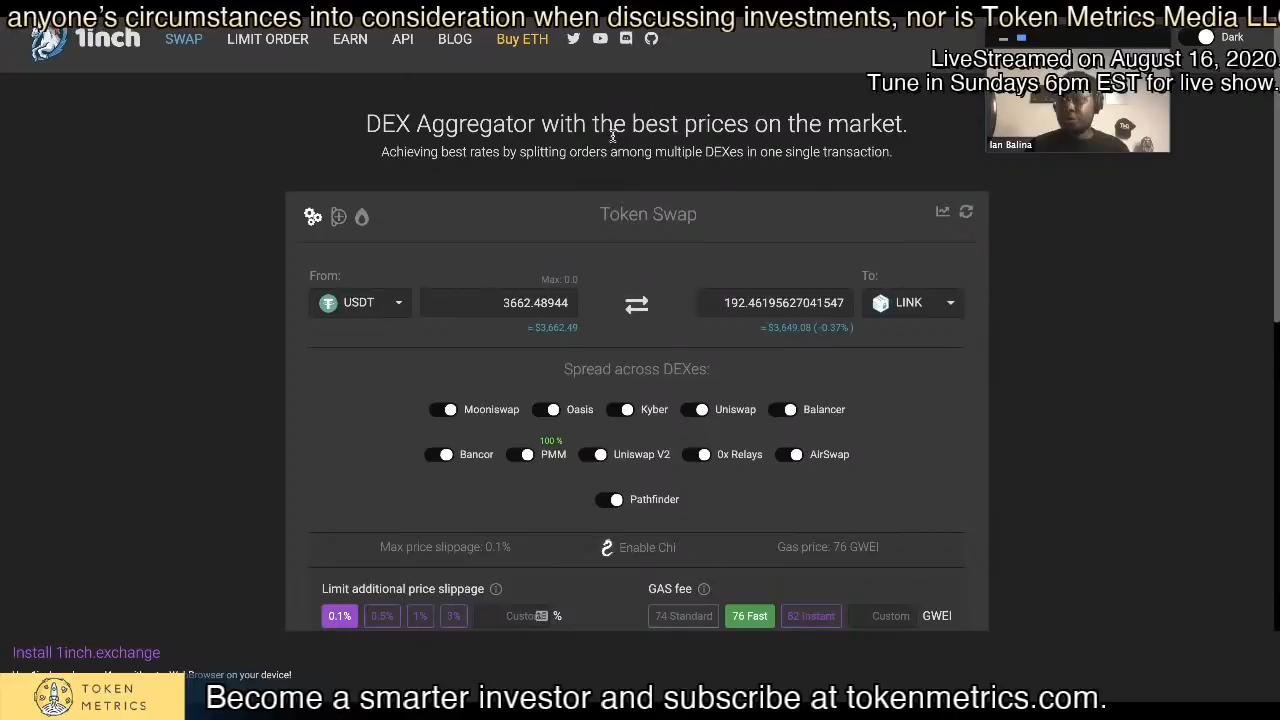 anyone's circumstances into consideration when discussing investments, nor is Token Metrics Media LLC
1inch SWAP LIMIT ORDER EARN API BLOG Buy ETH Dark
LiveStreamed on August 16, 2020.
Tune in Sundays 6pm EST for live show.
Ian Balina
DEX Aggregator with the best prices on the market.
Achieving best rates by splitting orders among multiple DEXes in one single transaction.
Token Swap
From: Max: 0.0 To:
USDT 3662.48944 192.46195627041547 LINK
≈ $3,662.49 ≈ $3,649.08 (-0.37%)
Spread across DEXes:
Mooniswap Oasis Kyber Uniswap Balancer
100 %
Bancor PMM Uniswap V2 0x Relays AirSwap
Pathfinder
Max price slippage: 0.1% Enable Chi Gas price: 76 GWEI
Limit additional price slippage GAS fee
0.1% 0.5% 1% 3% % 74 Standard 76 Fast 82 Instant Custom GWEI
Install 1inch.exchange
on your device!
TOKEN METRICS
Become a smarter investor and subscribe at tokenmetrics.com.